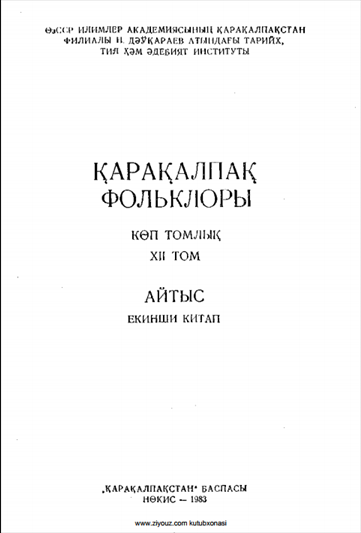 ӨзССР ИЛИМЛЕР АКАДЕМИЯСЫНЫҢ ҚАРАҚАЛПАҚСТАН
ФИЛИАЛЫ Н. ДӘЎҚАРАЕВ АТЫНДАҒЫ ТАРИЙХ,
ТИЛ ҲӘМ ӘДЕБИЯТ ИНСТИТУТЫ
ҚАРАҚАЛПАҚ
ФОЛЬКЛОРЫ
КӨП ТОМЛЫҚ
XII ТОМ
АЙТЫС
ЕКИНШИ КИТАП
„ҚАРАҚАЛПАҚСТАН“ БАСПАСЫ
НӨКИС — 1983
www.ziyouz.com kutubxonasi